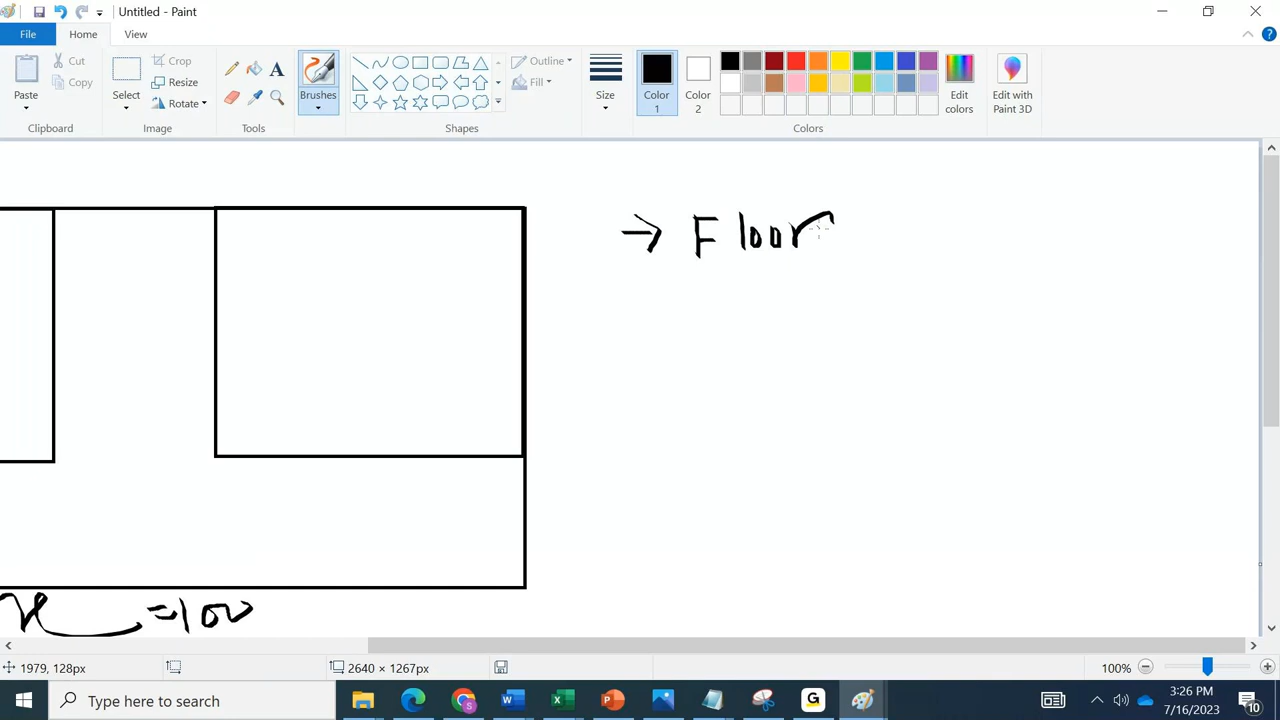 Untitled - Paint
File
Home
View
Paste
Cut
Copy
Clipboard
Select
Crop
Resize
Rotate
Image
Tools
Brushes
Outline
Fill
Shapes
Size
Color 1
Color 2
Edit colors
Colors
Edit with Paint 3D
→ Floor
x =100
1979, 128px
2640 × 1267px
100%
Type here to search
3:26 PM
7/16/2023
10